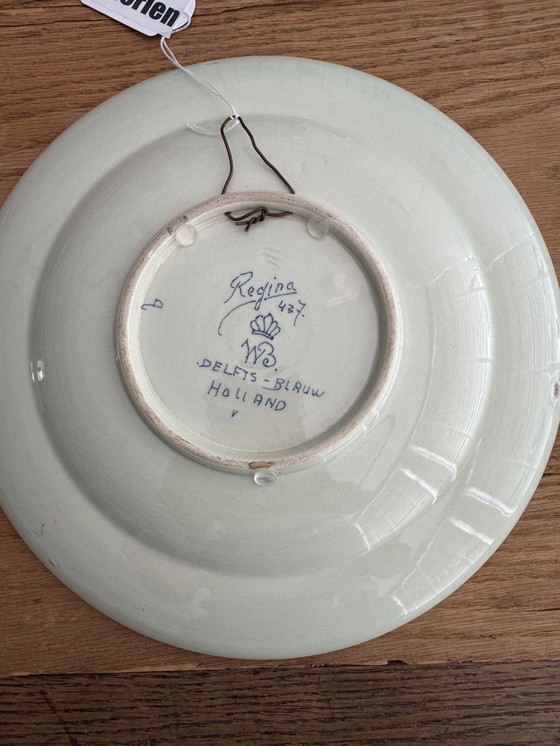 Regina
437.
WB.
DELFTS-BLAUW
HOLLAND